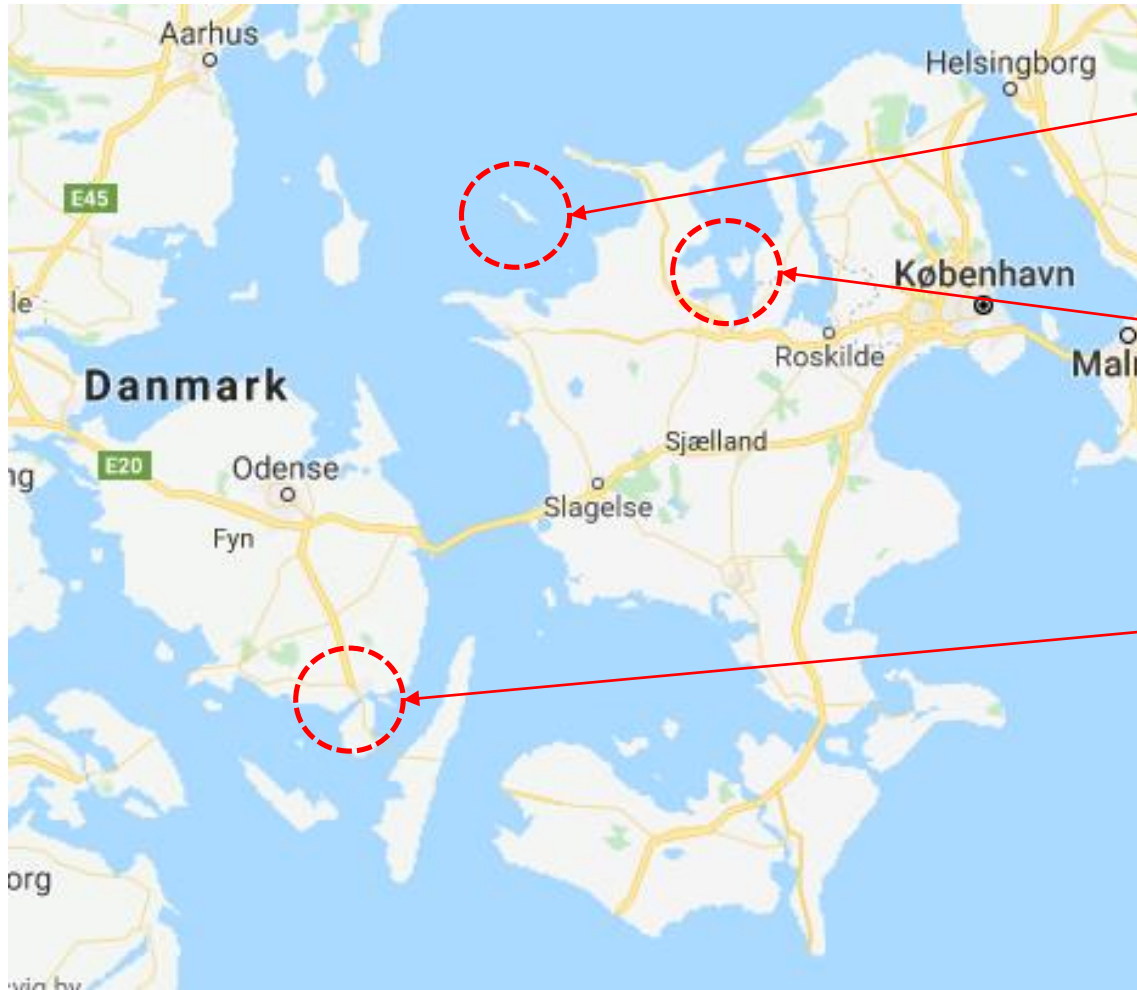 Aarhus
Helsingborg
E45
København
le
Roskilde
Malr
Danmark
Sjælland
E20
Odense
ng
Slagelse
Fyn
org